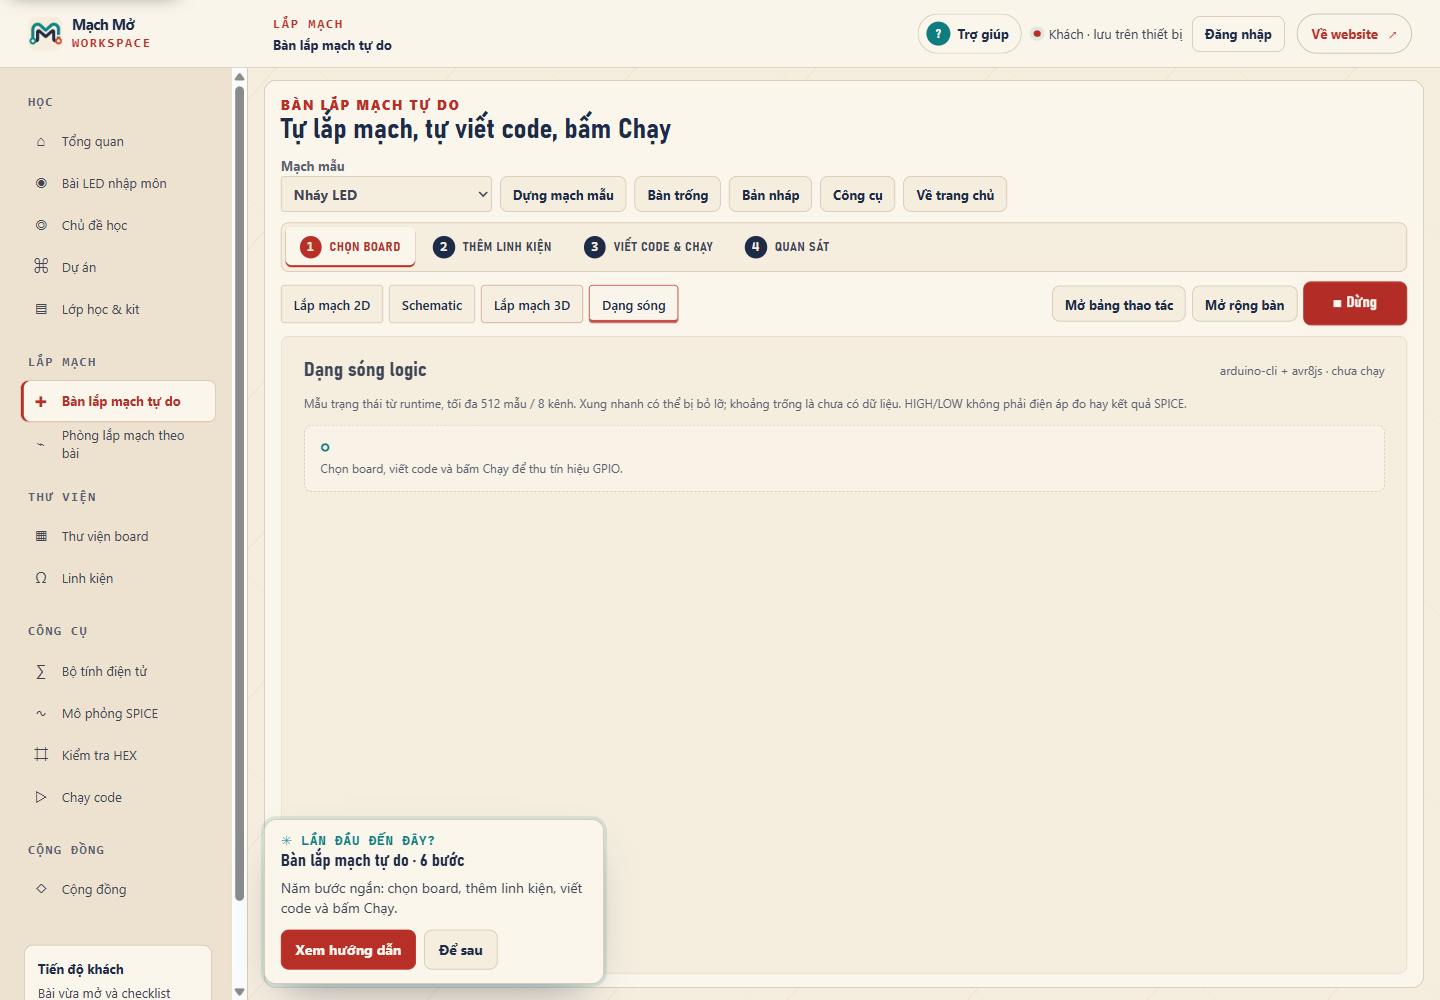 Mạch Mở
WORKSPACE
LẮP MẠCH
Bàn lắp mạch tự do
? Trợ giúp
Khách · lưu trên thiết bị
Đăng nhập
Về website ↗
HỌC
Tổng quan
Bài LED nhập môn
Chủ đề học
Dự án
Lớp học & kit
LẮP MẠCH
Bàn lắp mạch tự do
Phòng lắp mạch theo
bài
THƯ VIỆN
Thư viện board
Linh kiện
CÔNG CỤ
Bộ tính điện tử
Mô phỏng SPICE
Kiểm tra HEX
Chạy code
CỘNG ĐỒNG
Cộng đồng
Tiến độ khách
Bài vừa mở và checklist
BÀN LẮP MẠCH TỰ DO
Tự lắp mạch, tự viết code, bấm Chạy
Mạch mẫu
Nháy LED
Dựng mạch mẫu
Bàn trống
Bản nháp
Công cụ
Về trang chủ
1 CHỌN BOARD
2 THÊM LINH KIỆN
3 VIẾT CODE & CHẠY
4 QUAN SÁT
Lắp mạch 2D
Schematic
Lắp mạch 3D
Dạng sóng
Mở bảng thao tác
Mở rộng bàn
■ Dừng
Dạng sóng logic
arduino-cli + avr8js · chưa chạy
Mẫu trạng thái từ runtime, tối đa 512 mẫu / 8 kênh. Xung nhanh có thể bị bỏ lỡ; khoảng trống là chưa có dữ liệu. HIGH/LOW không phải điện áp đo hay kết quả SPICE.
Chọn board, viết code và bấm Chạy để thu tín hiệu GPIO.
✳ LẦN ĐẦU ĐẾN ĐÂY?
Bàn lắp mạch tự do · 6 bước
Năm bước ngắn: chọn board, thêm linh kiện, viết
code và bấm Chạy.
Xem hướng dẫn
Để sau